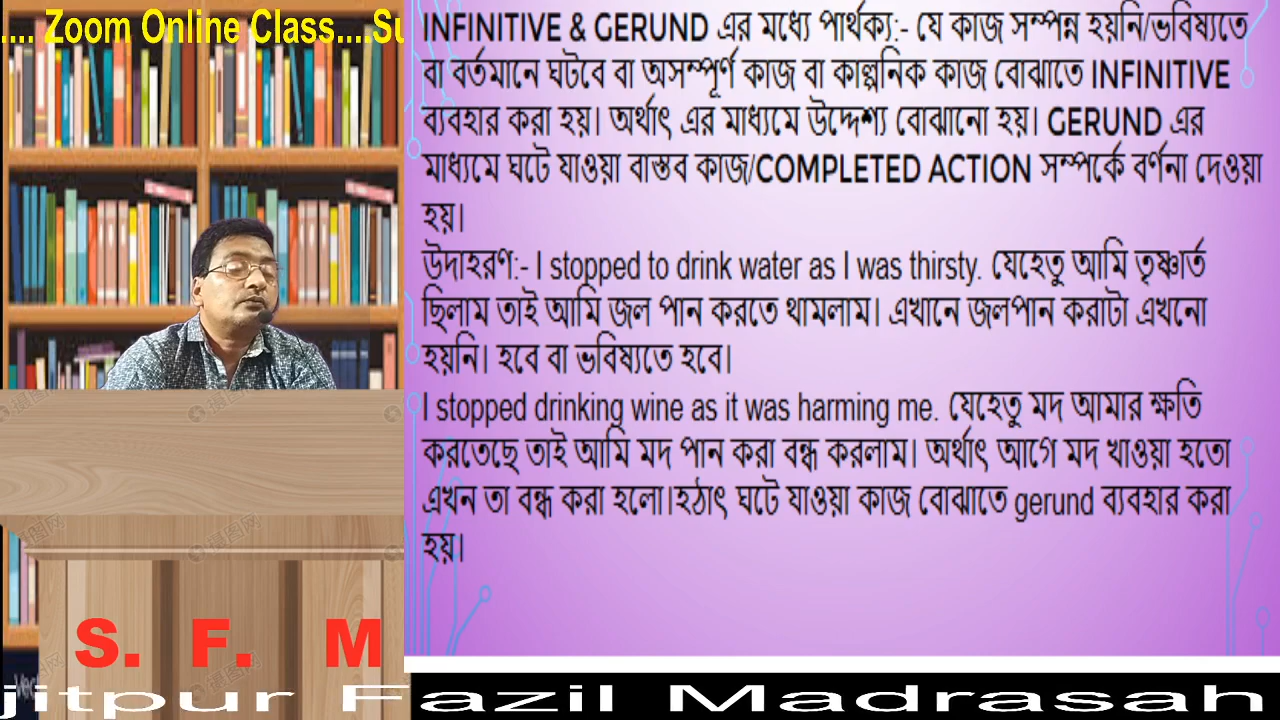 .... Zoom Online Class....Su
INFINITIVE & GERUND এর মধ্যে পার্থক্য:- যে কাজ সম্পন্ন হয়নি/ভবিষ্যতে
বা বর্তমানে ঘটবে বা অসম্পূর্ণ কাজ বা কাল্পনিক কাজ বোঝাতে INFINITIVE
ব্যবহার করা হয়। অর্থাৎ এর মাধ্যমে উদ্দেশ্য বোঝানো হয়। GERUND এর
মাধ্যমে ঘটে যাওয়া বাস্তব কাজ/COMPLETED ACTION সম্পর্কে বর্ণনা দেওয়া
হয়।
উদাহরণ:- I stopped to drink water as I was thirsty. যেহেতু আমি তৃষ্ণার্ত
ছিলাম তাই আমি জল পান করতে থামলাম। এখানে জলপান করাটা এখনো
হয়নি। হবে বা ভবিষ্যতে হবে।
I stopped drinking wine as it was harming me. যেহেতু মদ আমার ক্ষতি
করতেছে তাই আমি মদ পান করা বন্ধ করলাম। অর্থাৎ আগে মদ খাওয়া হতো
এখন তা বন্ধ করা হলো।হঠাৎ ঘটে যাওয়া কাজ বোঝাতে gerund ব্যবহার করা
হয়।
S. F. M
jitpur Fazil Madrasah